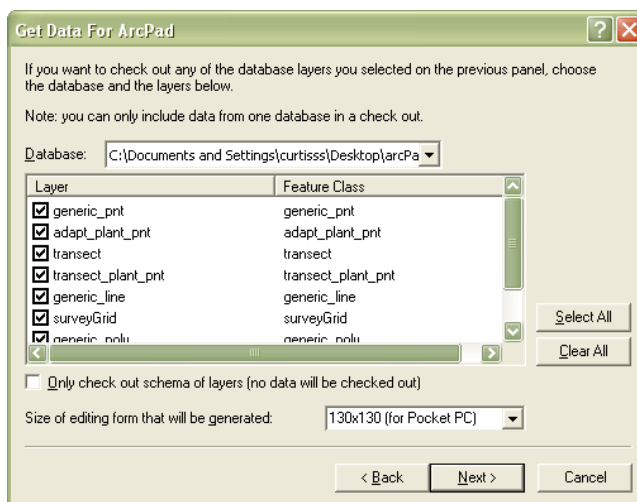 Get Data For ArcPad
If you want to check out any of the database layers you selected on the previous panel, choose
the database and the layers below.
Note: you can only include data from one database in a check out.
Database: C:\Documents and Settings\curtisss\Desktop\arcPa
Layer Feature Class
generic_pnt generic_pnt
adapt_plant_pnt adapt_plant_pnt
transect transect
transect_plant_pnt transect_plant_pnt
generic_line generic_line
surveyGrid surveyGrid
generic_poly generic_poly
Select All
Clear All
Only check out schema of layers (no data will be checked out)
Size of editing form that will be generated: 130x130 (for Pocket PC)
< Back Next > Cancel